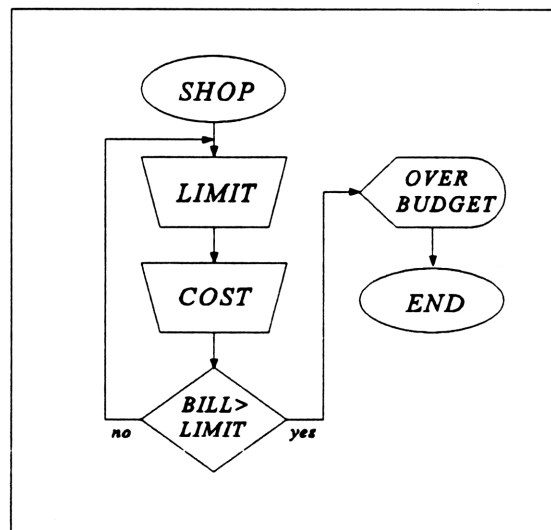 SHOP
LIMIT
COST
BILL>
LIMIT
no
yes
OVER
BUDGET
END